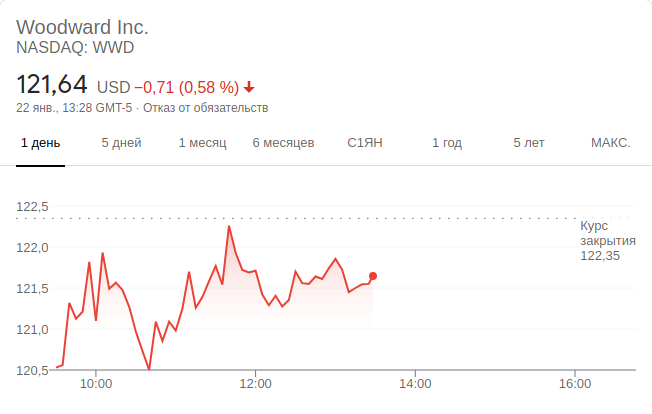 Woodward Inc.
NASDAQ: WWD
121,64 USD −0,71 (0,58 %)
22 янв., 13:28 GMT-5 · Отказ от обязательств
1 день 5 дней 1 месяц 6 месяцев С1ЯН 1 год 5 лет МАКС.
122,5
Курс
закрытия
122,35
122,0
121,5
121,0
120,5
10:00 12:00 14:00 16:00